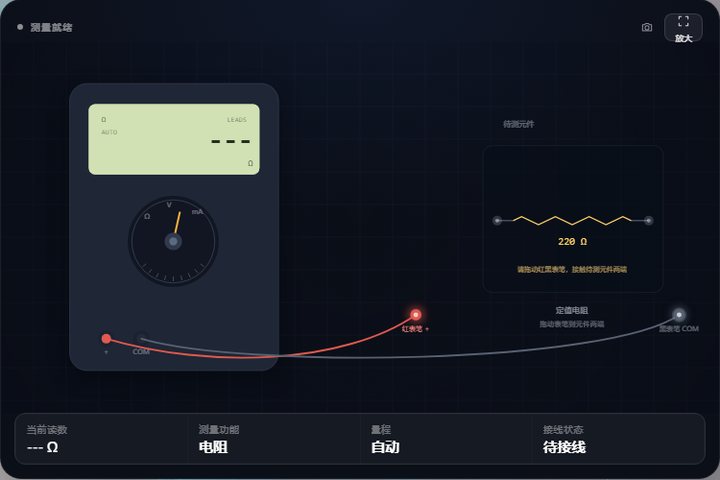 测量就绪
放大
Ω
LEADS
AUTO
---
Ω
Ω
V
mA
+
COM
待测元件
220 Ω
请拖动红黑表笔，接触待测元件两端
定值电阻
拖动表笔到元件两端
红表笔 +
黑表笔 COM
当前读数
--- Ω
测量功能
电阻
量程
自动
接线状态
待接线